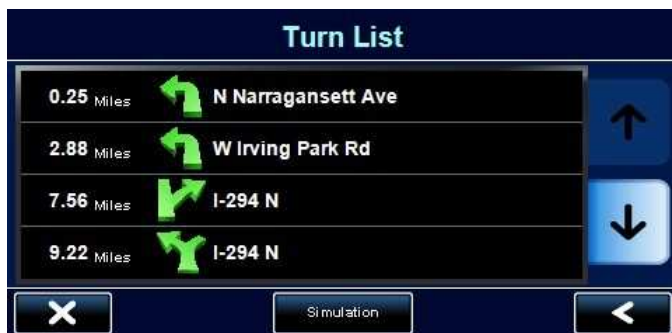 Turn List
0.25 Miles N Narragansett Ave
2.88 Miles W Irving Park Rd
7.56 Miles I-294 N
9.22 Miles I-294 N
Simulation